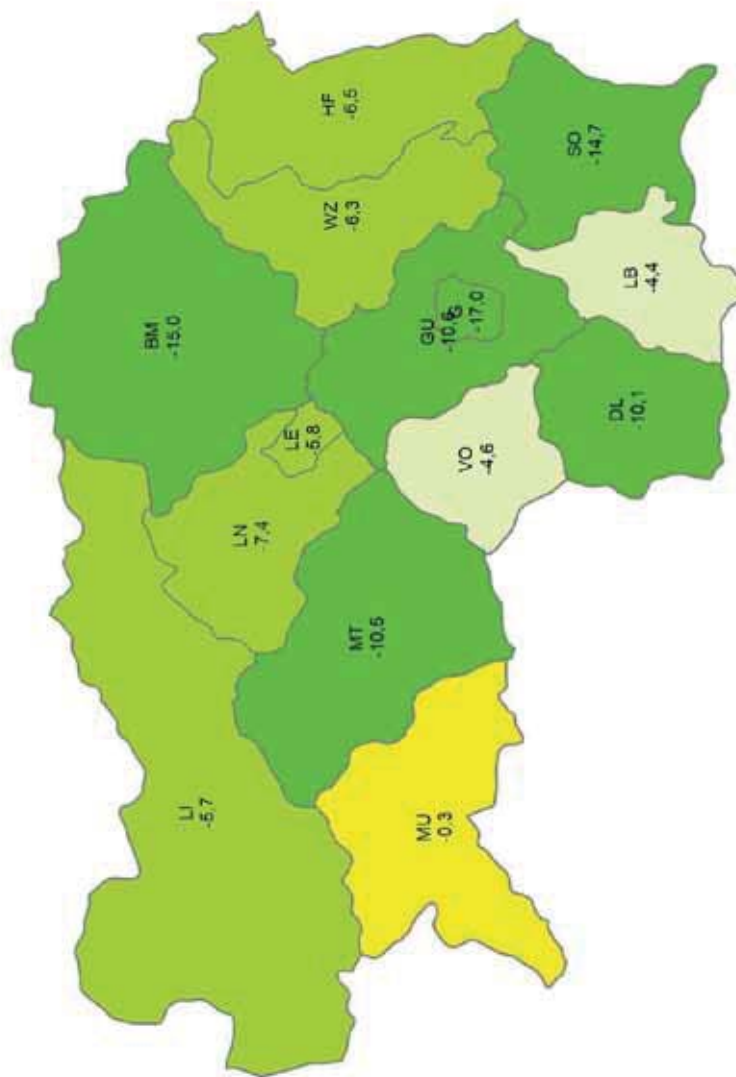 BM
-15,0
LI
-5,7
LN
-7,4
LE
-5,8
WZ
-6,3
HF
-6,5
MT
-10,5
MU
-0,3
GU
-10,6
G
-17,0
VO
-4,6
SO
-14,7
DL
-10,1
LB
-4,4